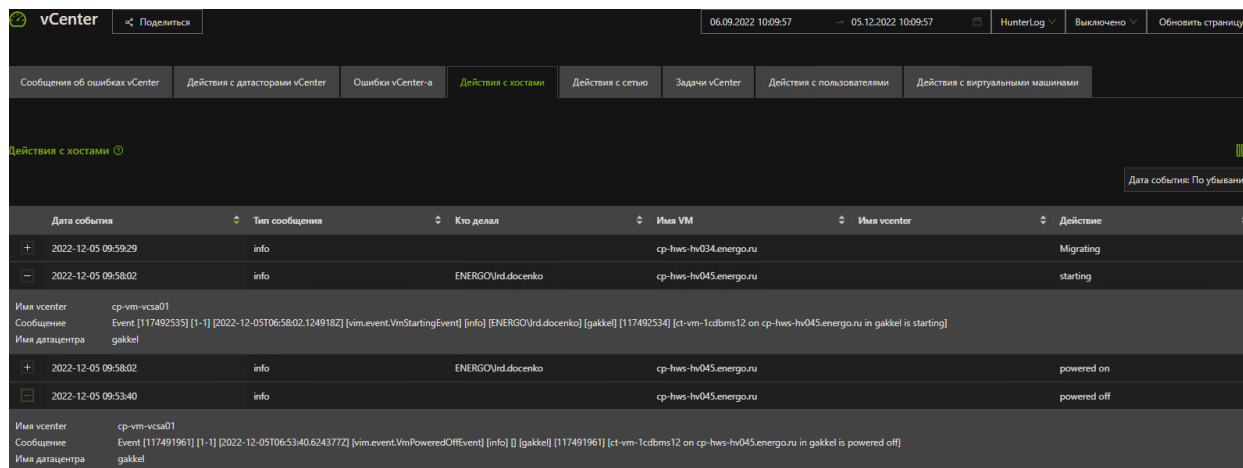 vCenter Поделиться 06.09.2022 10:09:57 → 05.12.2022 10:09:57 HunterLog Выключено Обновить страницу
Сообщения об ошибках vCenter Действия с датасторами vCenter Ошибки vCenter-а Действия с хостами Действия с сетью Задачи vCenter Действия с пользователями Действия с виртуальными машинами
Действия с хостами
Дата события: По убывани
Дата события Тип сообщения Кто делал Имя VM Имя vcenter Действие
2022-12-05 09:59:29 info cp-hws-hv034.energo.ru Migrating
2022-12-05 09:58:02 info ENERGO\lrd.docenko cp-hws-hv045.energo.ru starting
Имя vcenter cp-vm-vcsa01
Сообщение Event [117492535] [1-1] [2022-12-05T06:58:02.124918Z] [vim.event.VmStartingEvent] [info] [ENERGO\lrd.docenko] [gakkel] [117492534] [ct-vm-1cdbms12 on cp-hws-hv045.energo.ru in gakkel is starting]
Имя датацентра gakkel
2022-12-05 09:58:02 info ENERGO\lrd.docenko cp-hws-hv045.energo.ru powered on
2022-12-05 09:53:40 info cp-hws-hv045.energo.ru powered off
Имя vcenter cp-vm-vcsa01
Сообщение Event [117491961] [1-1] [2022-12-05T06:53:40.624377Z] [vim.event.VmPoweredOffEvent] [info] [] [gakkel] [117491961] [ct-vm-1cdbms12 on cp-hws-hv045.energo.ru in gakkel is powered off]
Имя датацентра gakkel